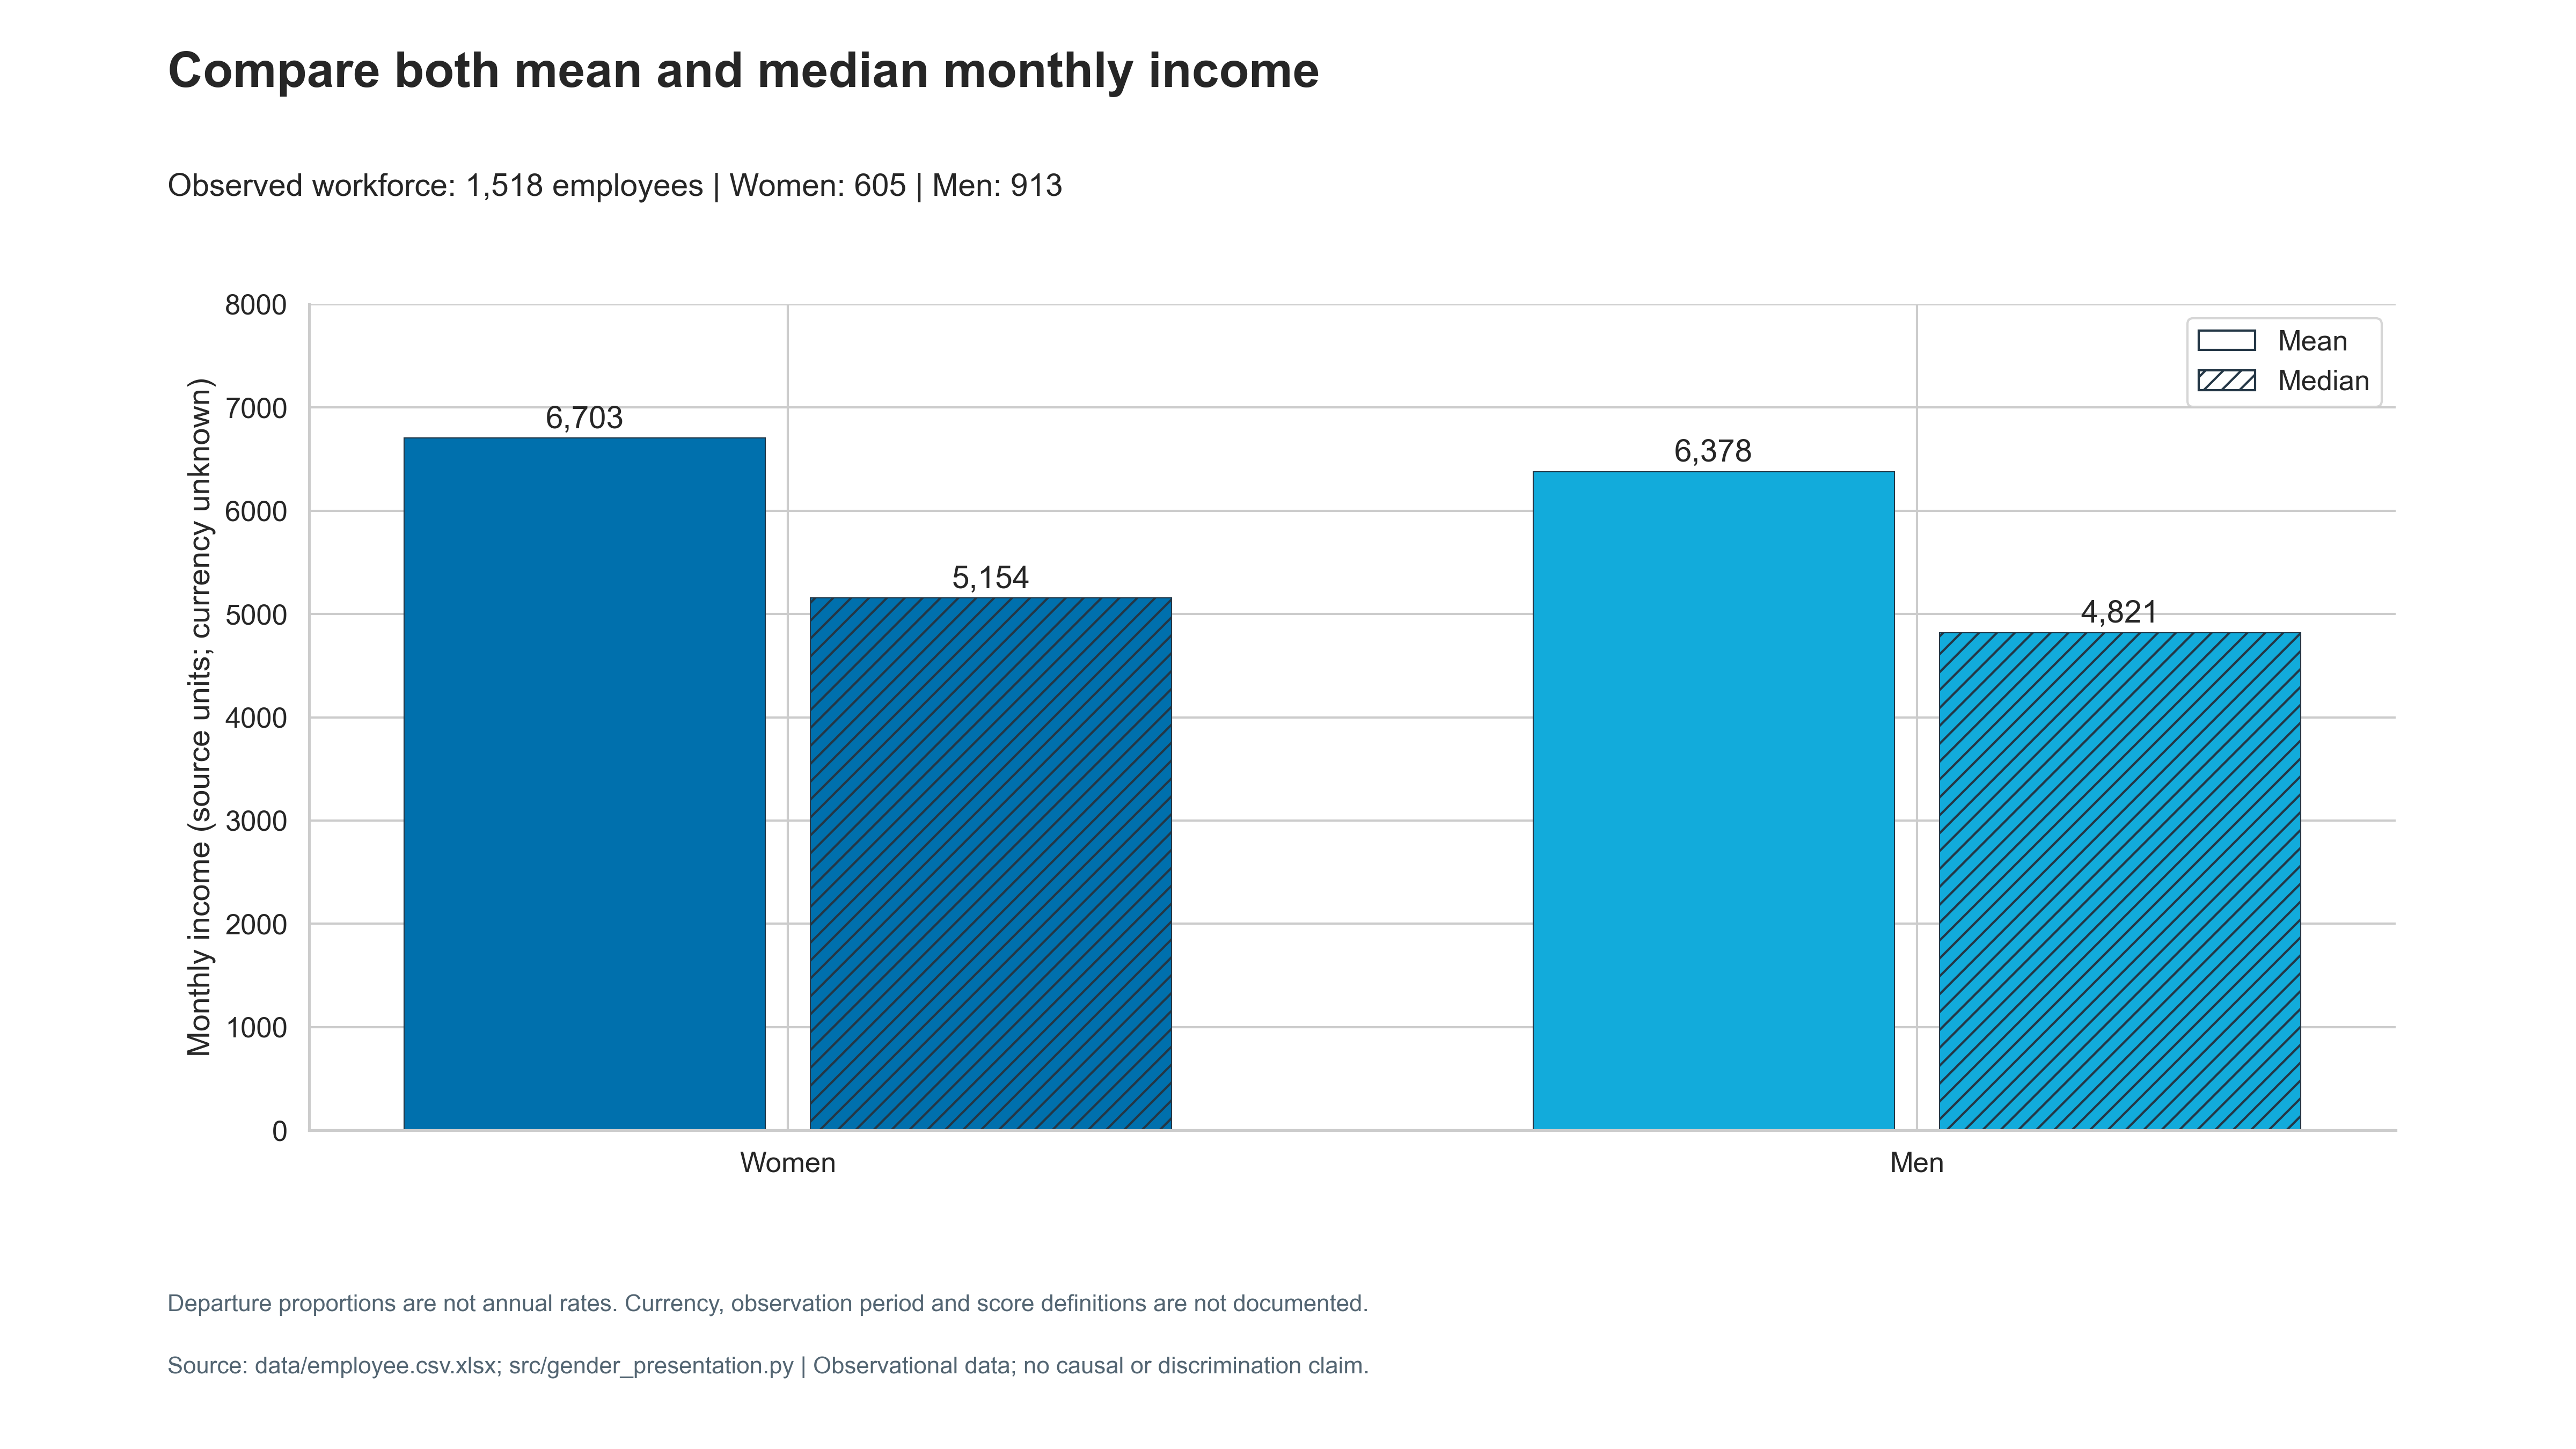 Compare both mean and median monthly income
Observed workforce: 1,518 employees | Women: 605 | Men: 913
Monthly income (source units; currency unknown)
8000
7000
6000
5000
4000
3000
2000
1000
0
Mean
Median
6,703
5,154
6,378
4,821
Women
Men
Departure proportions are not annual rates. Currency, observation period and score definitions are not documented.
Source: data/employee.csv.xlsx; src/gender_presentation.py | Observational data; no causal or discrimination claim.